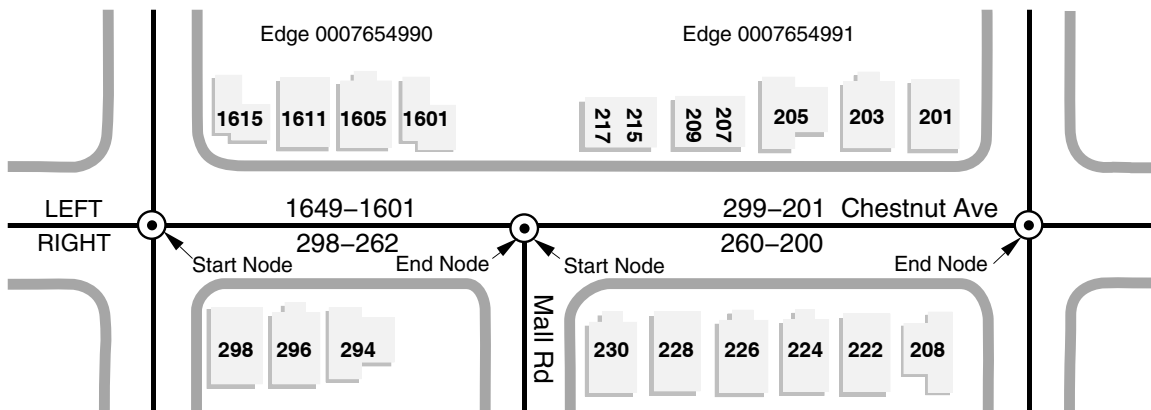 Edge 0007654990
Edge 0007654991
1615 1611 1605 1601
217 215 209 207 205 203 201
LEFT 1649–1601 299–201 Chestnut Ave
RIGHT 298–262 260–200
Start Node End Node Start Node End Node
Mall Rd
298 296 294
230 228 226 224 222 208